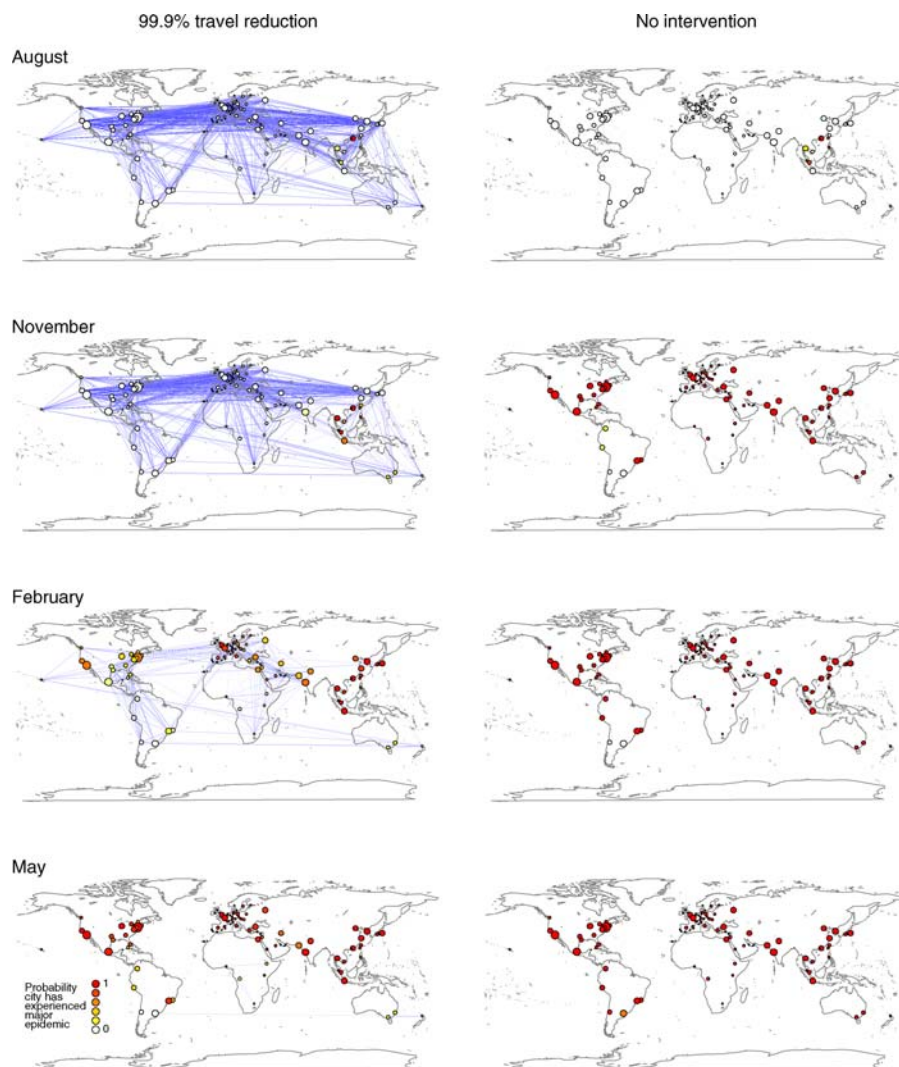 99.9% travel reduction
No intervention
August
November
February
May
Probability
city has
experienced
major
epidemic
1
0